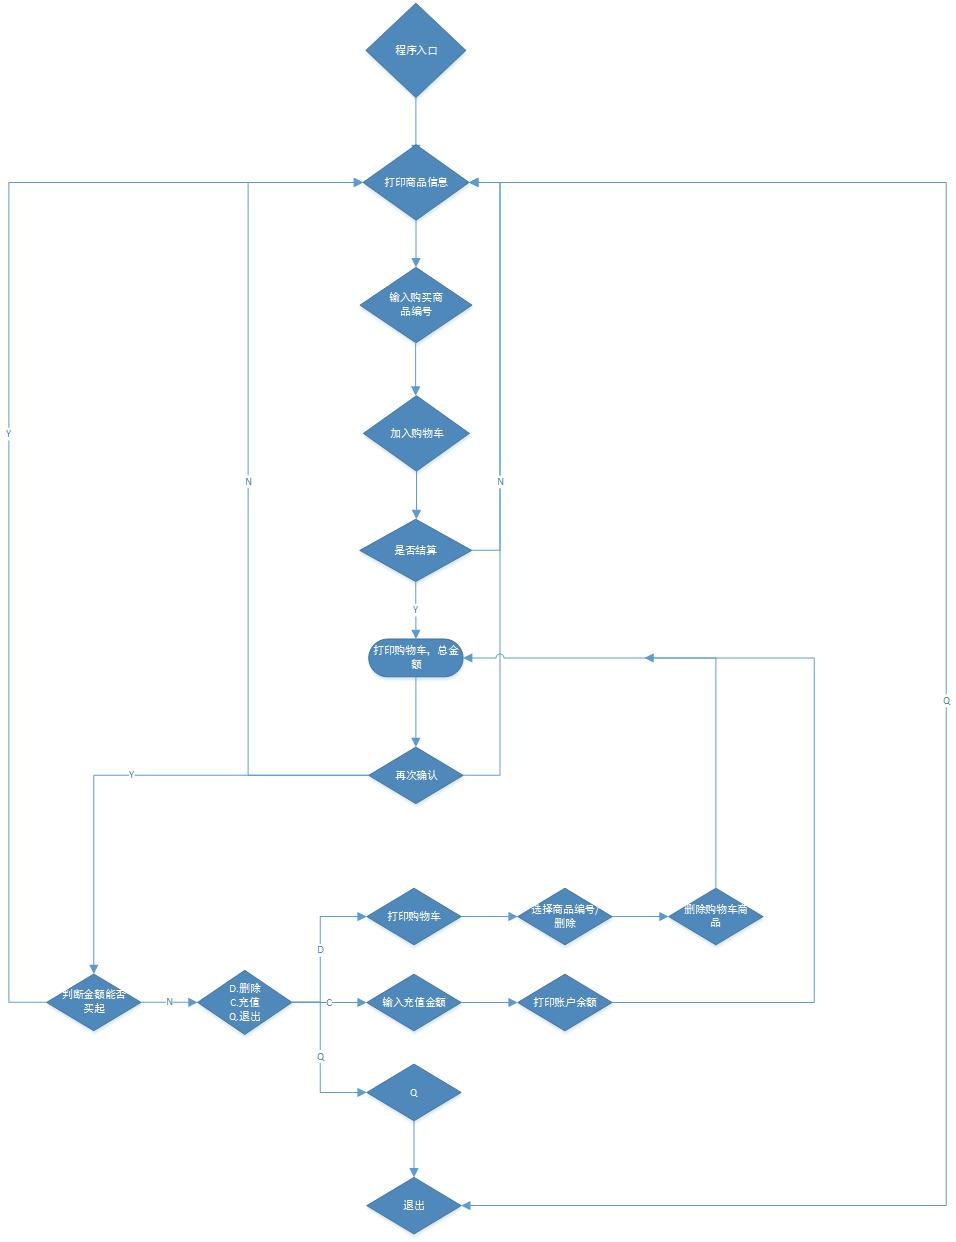 程序入口
打印商品信息
输入购买商
品编号
Y
加入购物车
N
N
是否结算
Y
打印购物车，总金
额
Q
Y
再次确认
打印购物车
选择商品编号/
删除
删除购物车商
品
D
判断金额能否
买起
N
D.删除
C.充值
Q.退出
C
输入充值金额
打印账户余额
Q
Q
退出